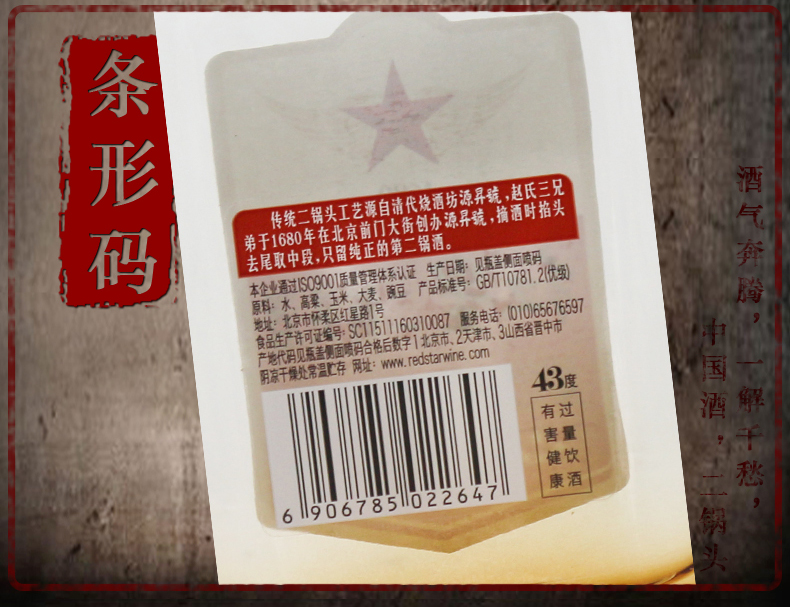 条形码
传统二锅头工艺源自清代烧酒坊源昇號,赵氏三兄
弟于1680年在北京前门大街创办源昇號,摘酒时掐头
去尾取中段,只留纯正的第二锅酒。
本企业通过ISO9001质量管理体系认证 生产日期:见瓶盖侧面喷码
原料:水、高粱、玉米、大麦、豌豆 产品标准号:GB/T10781.2(优级)
地址:北京市怀柔区红星路1号
食品生产许可证编号:SC11511160310087 服务电话:(010)65676597
产地代码见瓶盖侧面喷码合格后数字1北京市、2天津市、3山西省晋中市
阴凉干燥处常温贮存 网址:www.redstarwine.com
43度
过量饮酒
有害健康
6 906785 022647
酒气奔腾,一解千愁,
中国酒,二锅头